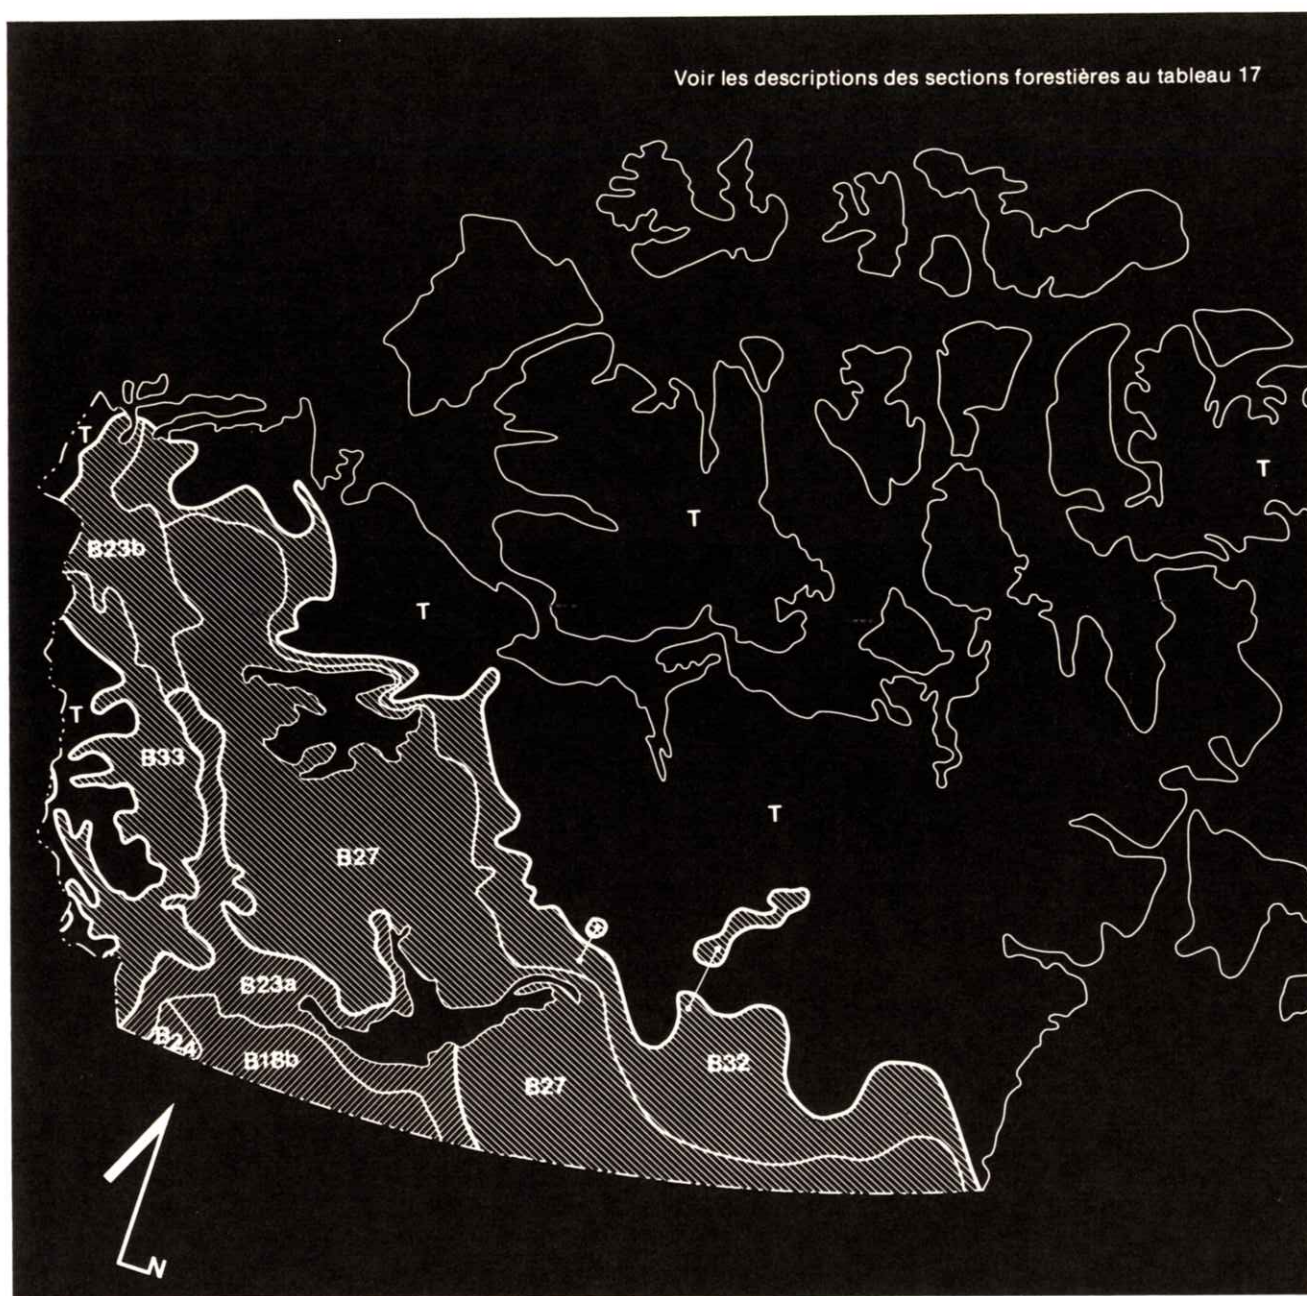 Voir les descriptions des sections forestières au tableau 17
T
T
T
B23b
T
T
B33
T
B27
B23a
B24
B18b
B27
B32
N